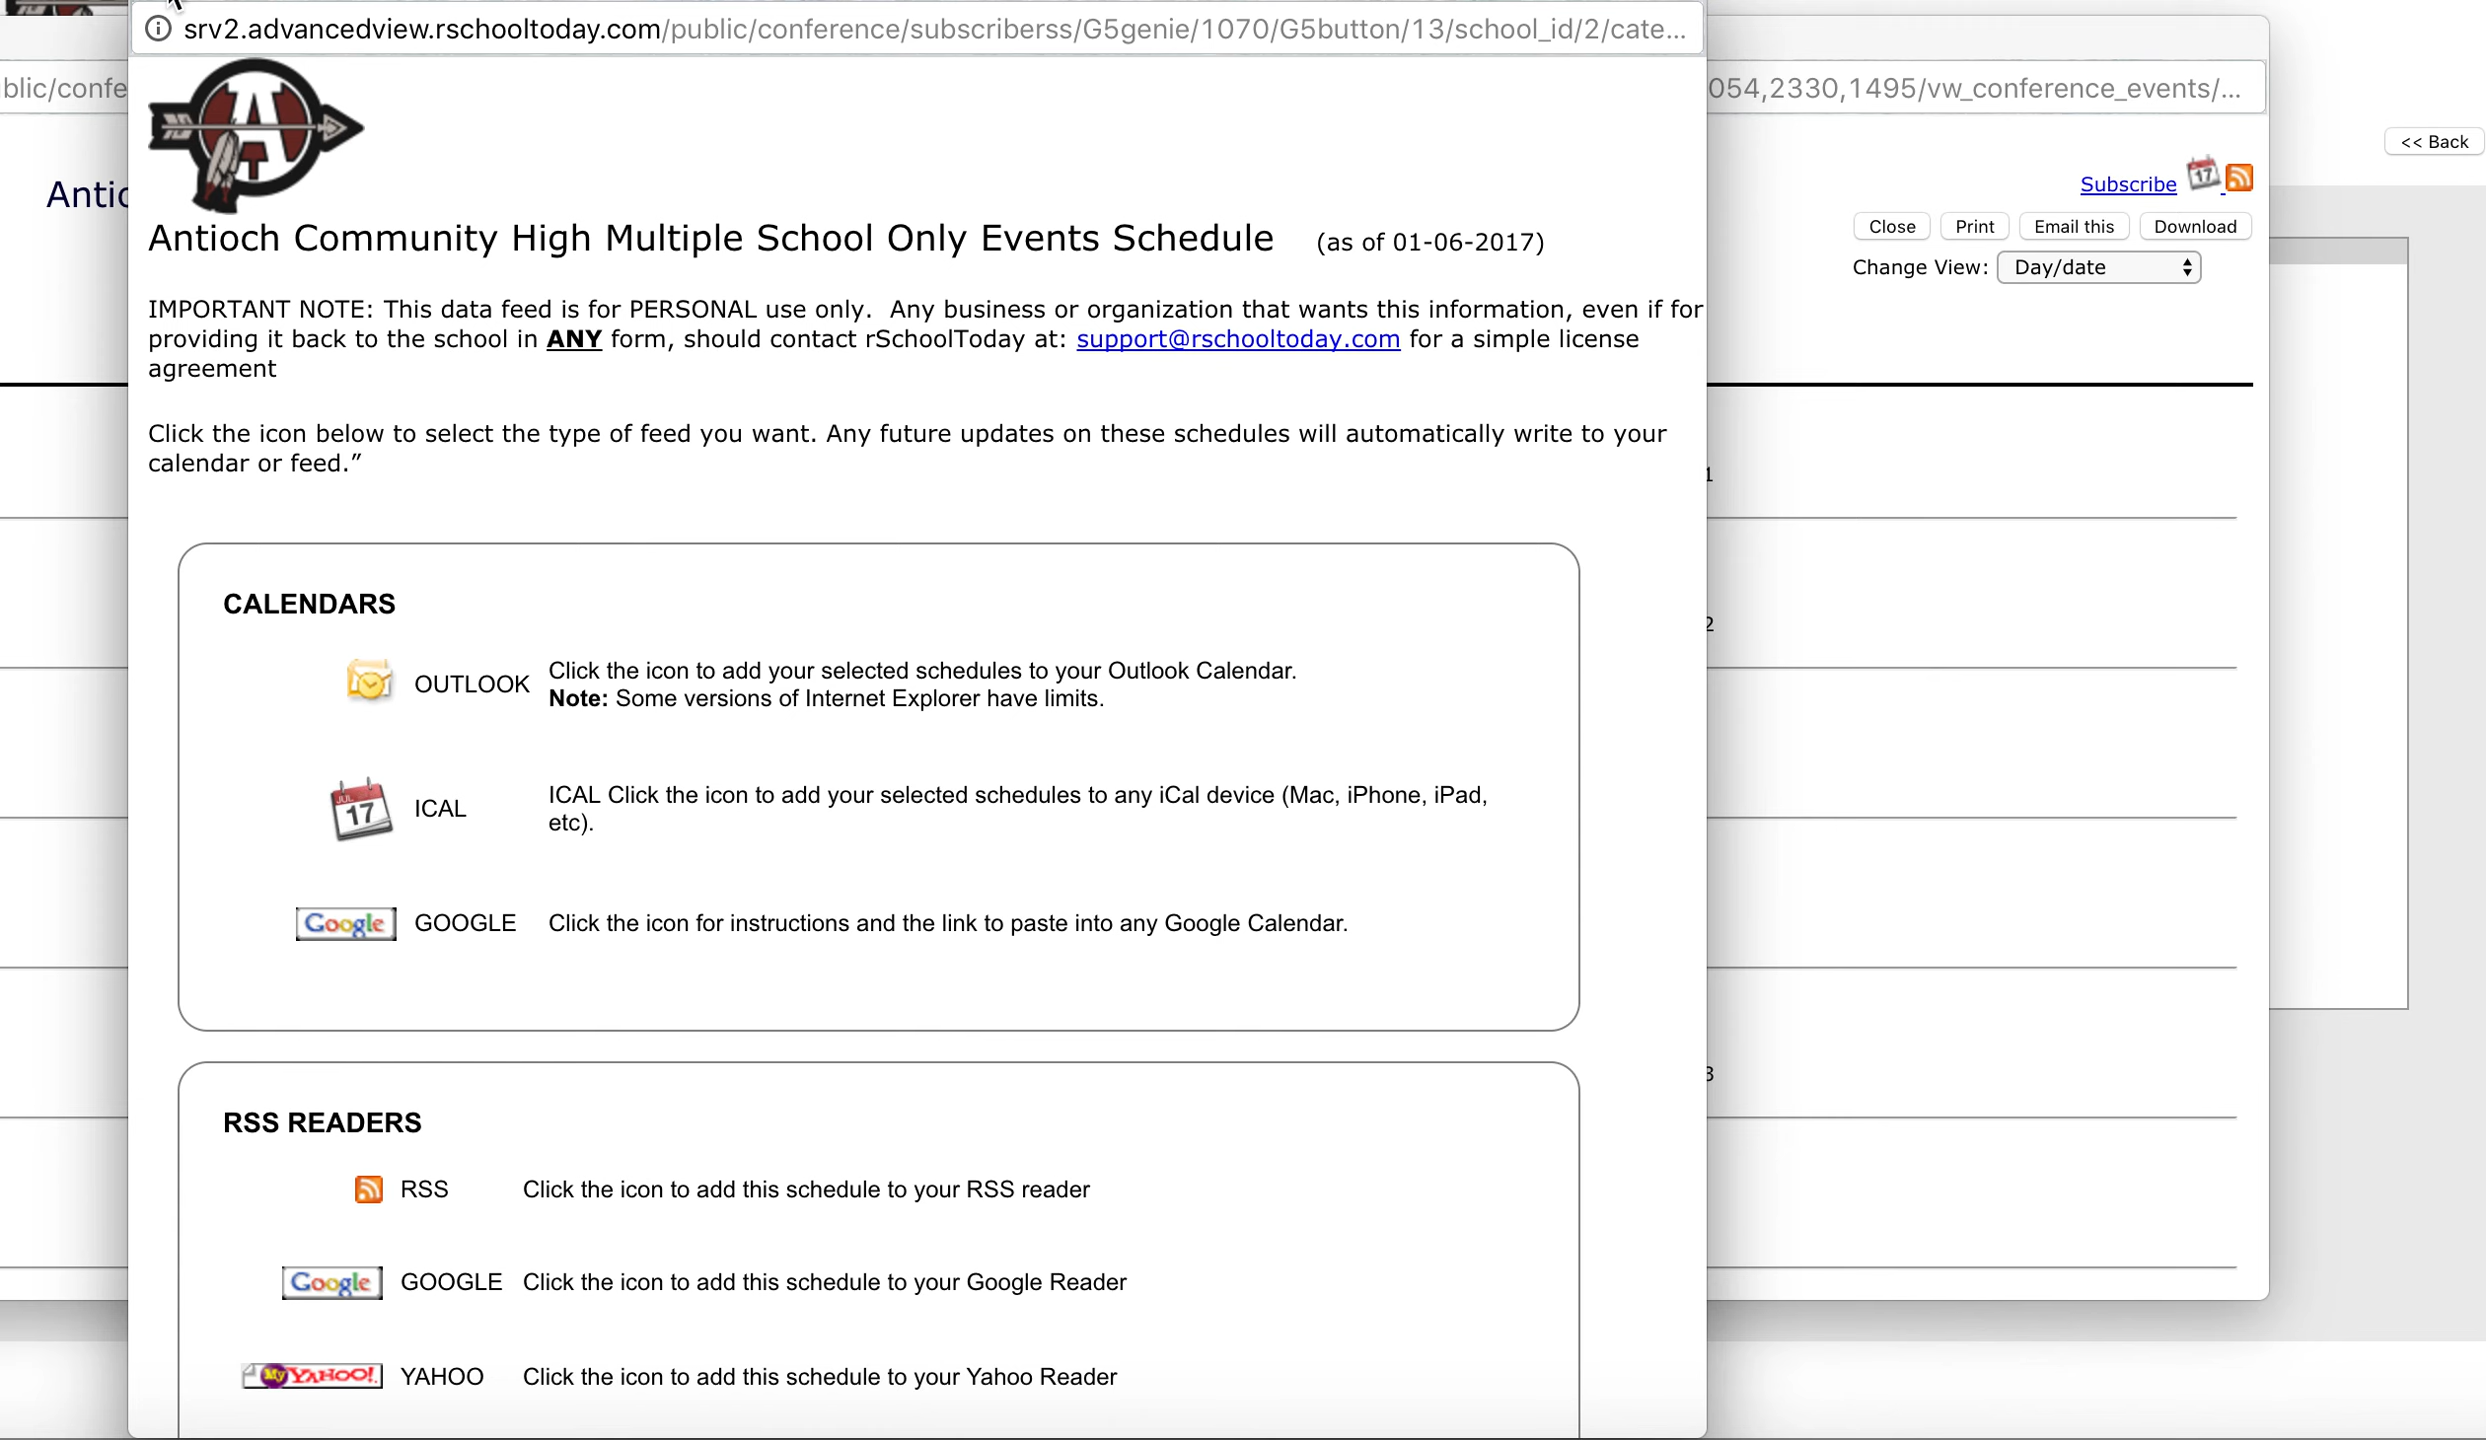 srv2.advancedview.rschooltoday.com/public/conference/subscriberss/G5genie/1070/G5button/13/school_id/2/cate...
blic/confe
054,2330,1495/vw_conference_events/...
<< Back
Antic
Subscribe
17
A
Antioch Community High Multiple School Only Events Schedule (as of 01-06-2017)
Close Print Email this Download
Change View: Day/date
IMPORTANT NOTE: This data feed is for PERSONAL use only. Any business or organization that wants this information, even if for
providing it back to the school in ANY form, should contact rSchoolToday at: support@rschooltoday.com for a simple license
agreement
Click the icon below to select the type of feed you want. Any future updates on these schedules will automatically write to your
calendar or feed.”
1
2
3
CALENDARS
OUTLOOK Click the icon to add your selected schedules to your Outlook Calendar.
Note: Some versions of Internet Explorer have limits.
JUL
17
ICAL ICAL Click the icon to add your selected schedules to any iCal device (Mac, iPhone, iPad,
etc).
Google GOOGLE Click the icon for instructions and the link to paste into any Google Calendar.
RSS READERS
RSS Click the icon to add this schedule to your RSS reader
Google GOOGLE Click the icon to add this schedule to your Google Reader
My YAHOO! YAHOO Click the icon to add this schedule to your Yahoo Reader